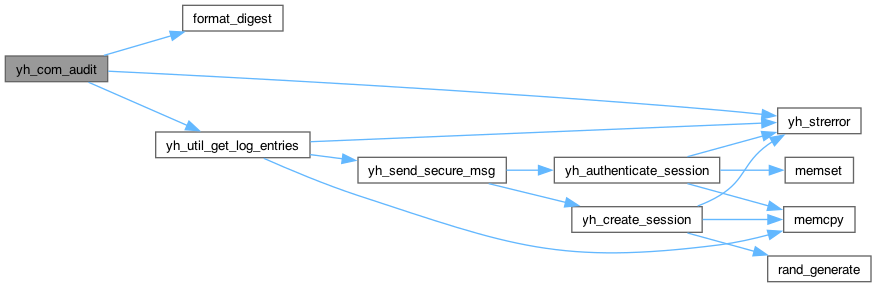 format_digest
yh_com_audit
yh_strerror
yh_util_get_log_entries
yh_send_secure_msg
yh_authenticate_session
memset
yh_create_session
memcpy
rand_generate